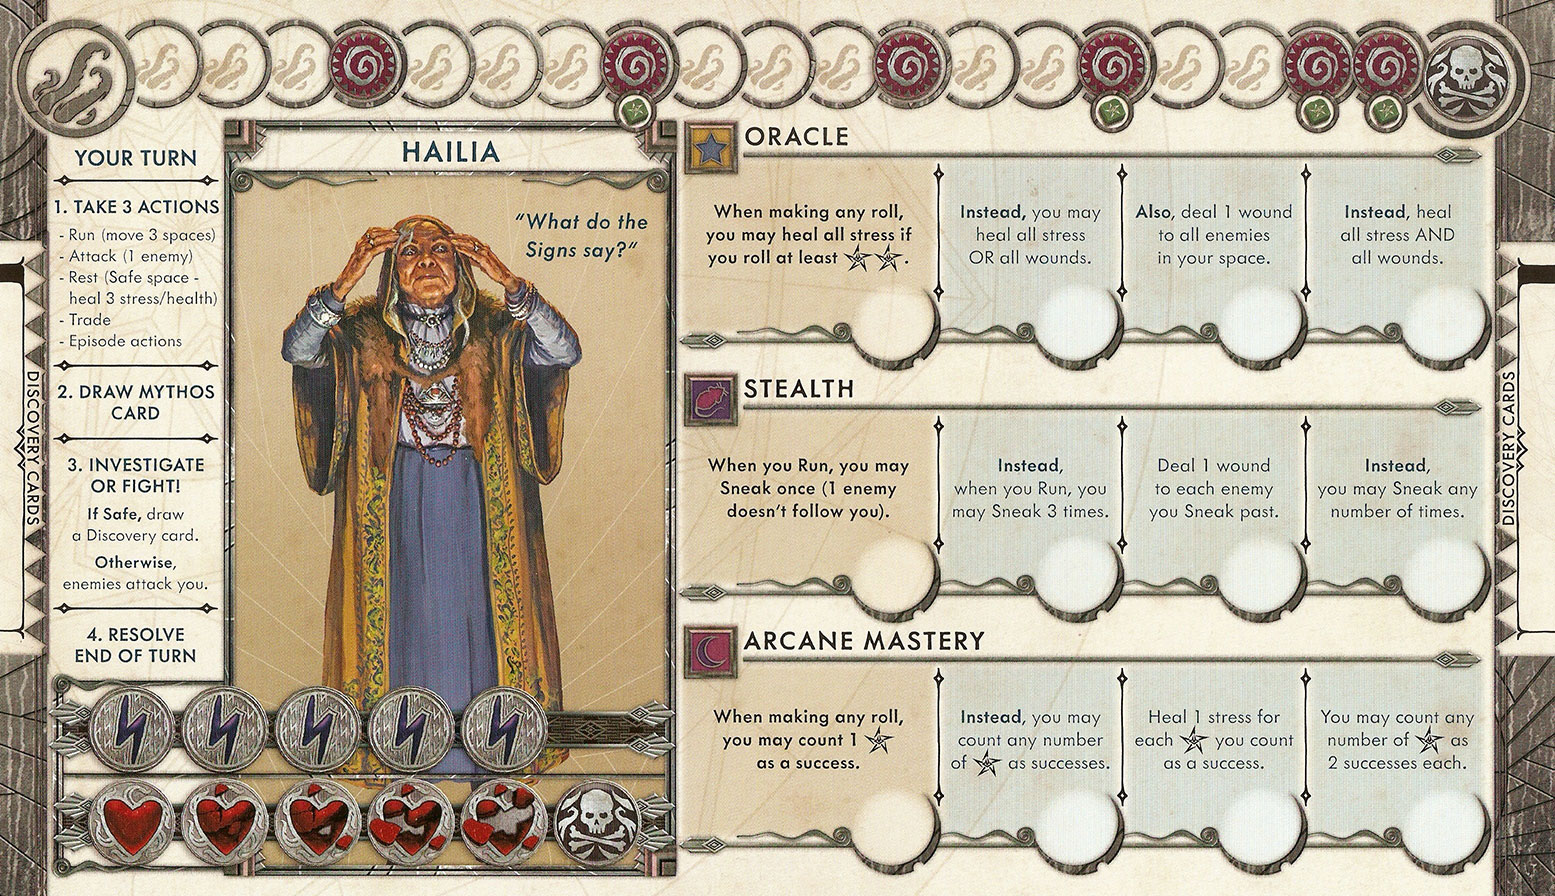 YOUR TURN
1. TAKE 3 ACTIONS
- Run (move 3 spaces)
- Attack (1 enemy)
- Rest (Safe space -
heal 3 stress/health)
- Trade
- Episode actions
2. DRAW MYTHOS
CARD
3. INVESTIGATE
OR FIGHT!
If Safe, draw
a Discovery card.
Otherwise,
enemies attack you.
4. RESOLVE
END OF TURN
DISCOVERY CARDS
HAILIA
"What do the
Signs say?"
ORACLE
When making any roll,
you may heal all stress if
you roll at least .
Instead, you may
heal all stress
OR all wounds.
Also, deal 1 wound
to all enemies
in your space.
Instead, heal
all stress AND
all wounds.
STEALTH
When you Run, you may
Sneak once (1 enemy
doesn't follow you).
Instead,
when you Run, you
may Sneak 3 times.
Deal 1 wound
to each enemy
you Sneak past.
Instead,
you may Sneak any
number of times.
ARCANE MASTERY
When making any roll,
you may count 1
as a success.
Instead, you may
count any number
of as successes.
Heal 1 stress for
each you count
as a success.
You may count any
number of as
2 successes each.
DISCOVERY CARDS